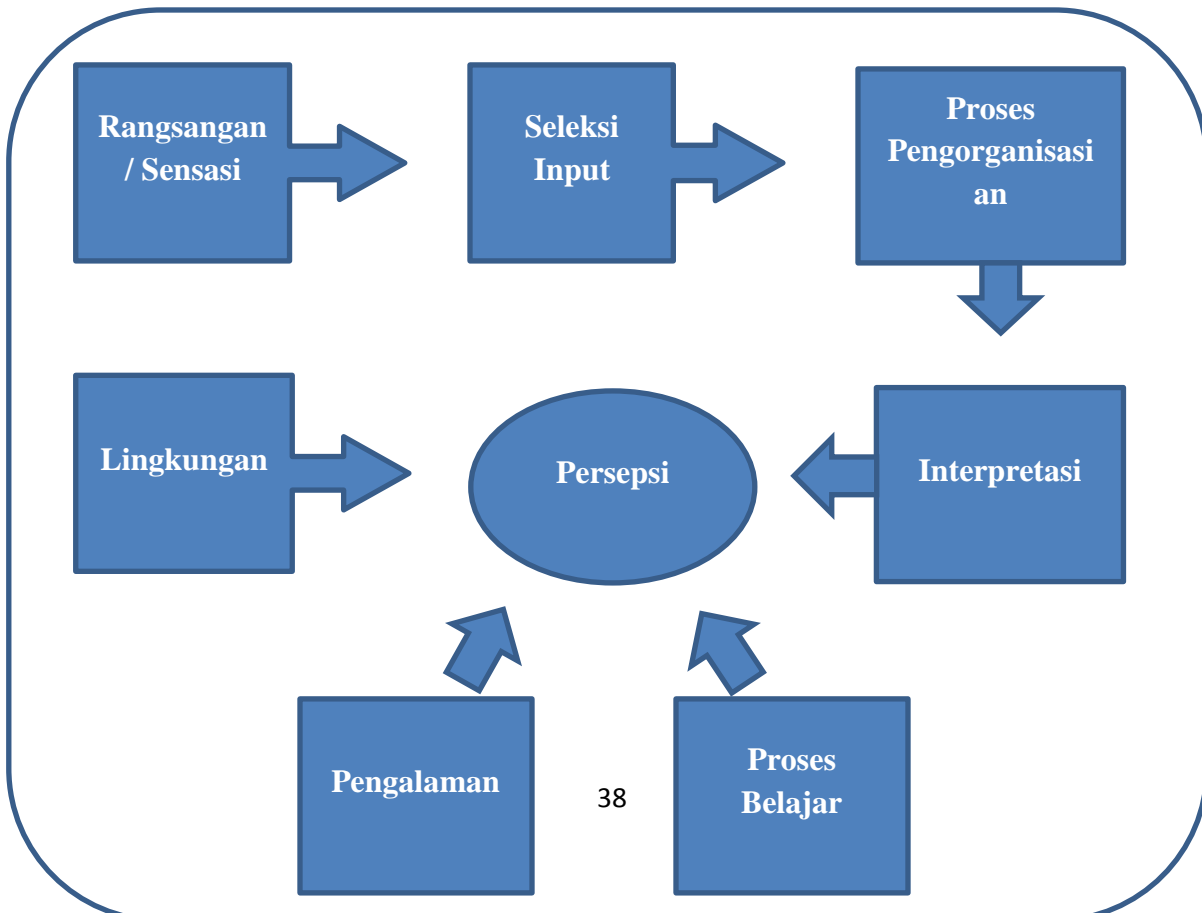 Rangsangan
/ Sensasi
Seleksi
Input
Proses
Pengorganisasi
an
Lingkungan
Persepsi
Interpretasi
Pengalaman
38
Proses
Belajar